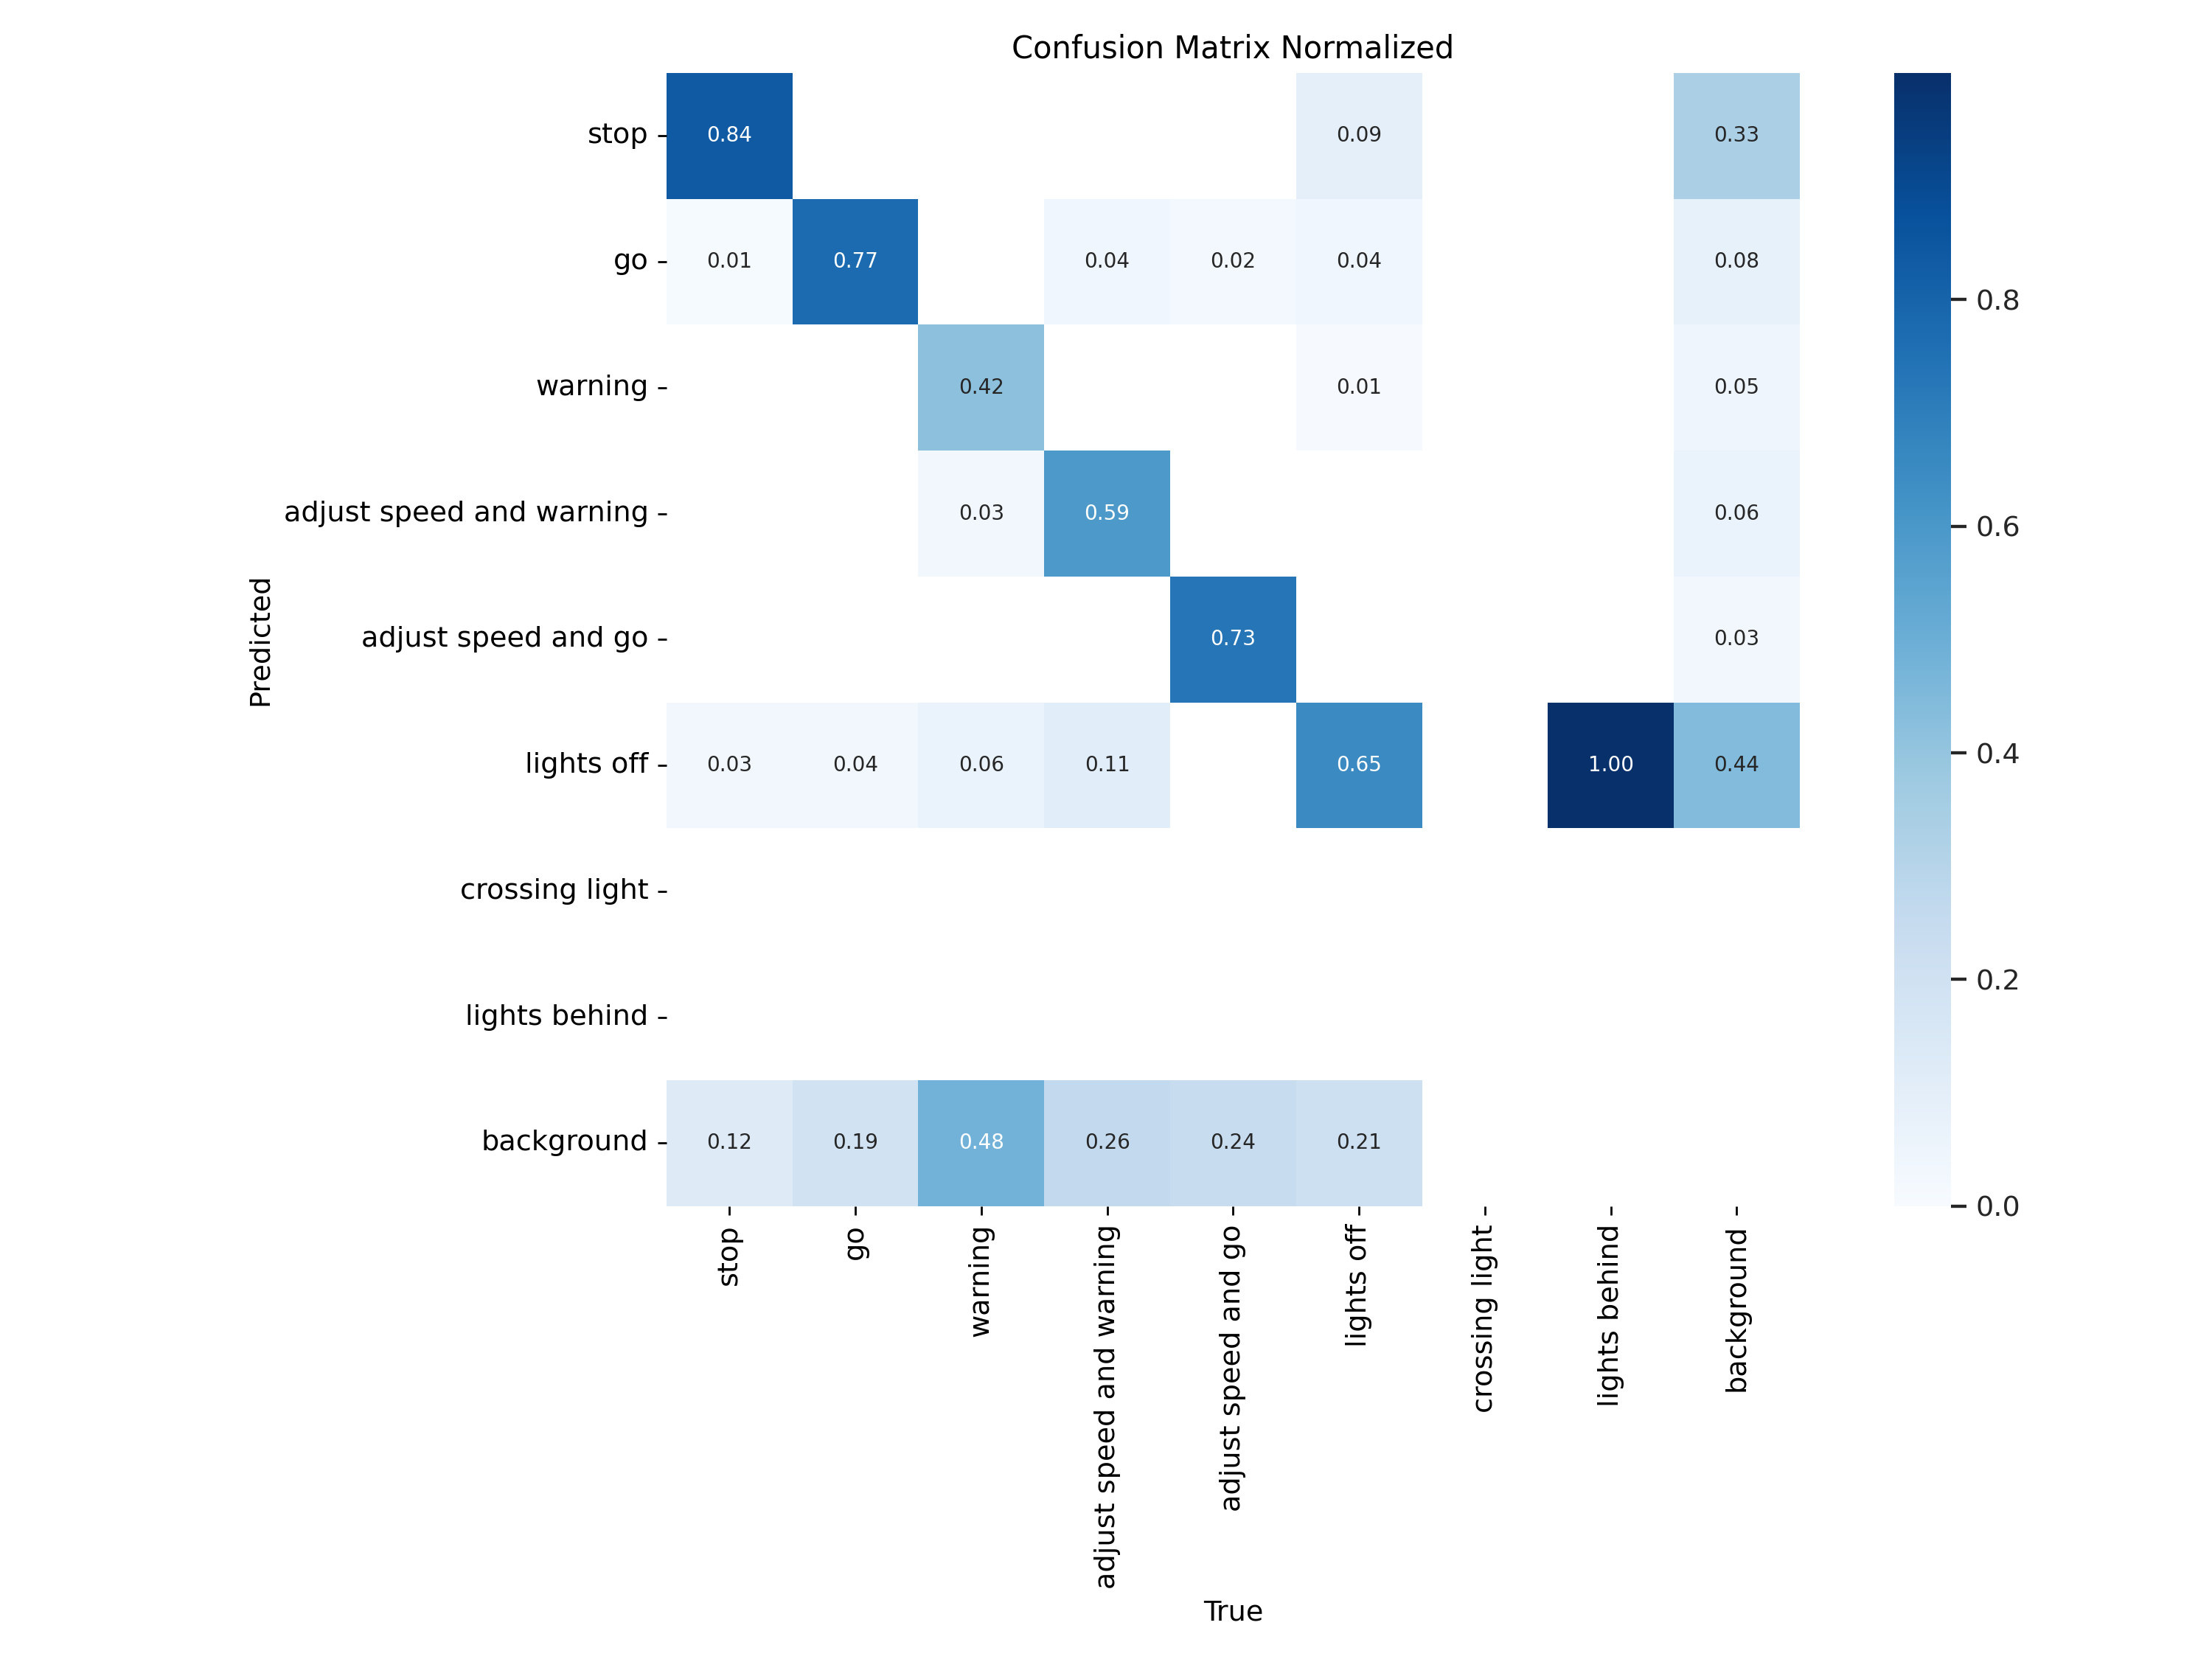 Confusion Matrix Normalized
stop 0.84 0.09 0.33
go 0.01 0.77 0.04 0.02 0.04 0.08
0.8
warning 0.42 0.01 0.05
adjust speed and warning 0.03 0.59 0.06
0.6
Predicted
adjust speed and go 0.73 0.03
lights off 0.03 0.04 0.06 0.11 0.65 1.00 0.44
0.4
crossing light
0.2
lights behind
background 0.12 0.19 0.48 0.26 0.24 0.21
0.0
stop
go
warning
adjust speed and warning
adjust speed and go
lights off
crossing light
lights behind
background
True